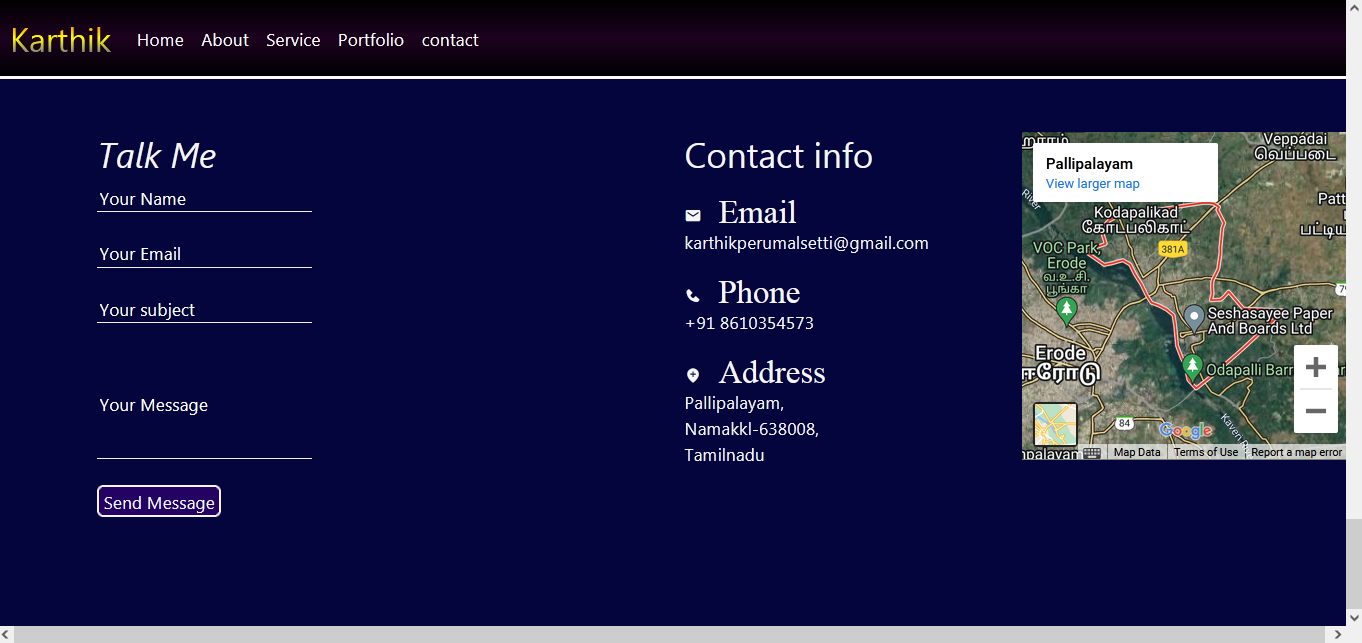 Karthik
Home About Service Portfolio contact
Talk Me
Your Name
Your Email
Your subject
Your Message
Send Message
Contact info
Email
karthikperumalsetti@gmail.com
Phone
+91 8610354573
Address
Pallipalayam,
Namakkl-638008,
Tamilnadu
Pallipalayam
View larger map
Veppadai
வெப்படை
River
Kodapalikad
கோடபலிகாட்
381A
VOC Park,
Erode
வ.உ.சி.
பூங்கா
Seshasayee Paper
And Boards Ltd
Erode
ஈரோடு
Odapalli Barr
84
Google
Map Data
Terms of Use
Report a map error